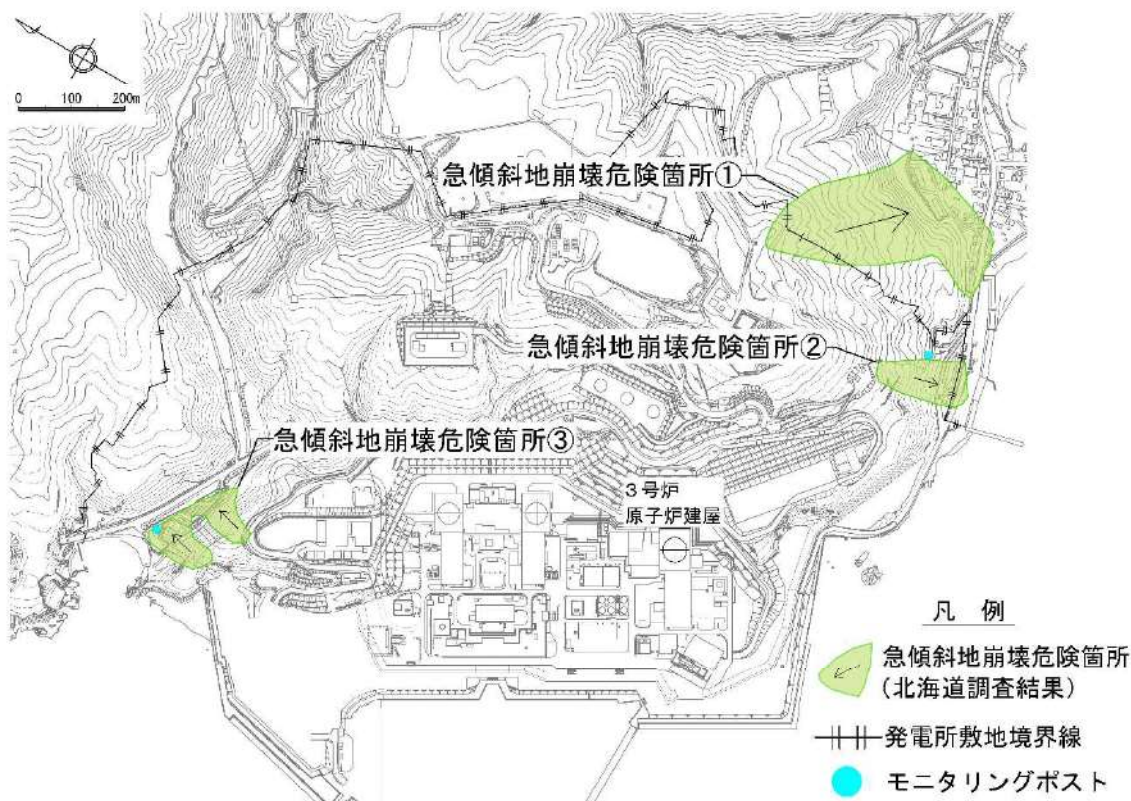 0 100 200m
急傾斜地崩壊危険箇所①
急傾斜地崩壊危険箇所②
急傾斜地崩壊危険箇所③
3号炉
原子炉建屋
凡 例
急傾斜地崩壊危険箇所
(北海道調査結果)
発電所敷地境界線
モニタリングポスト